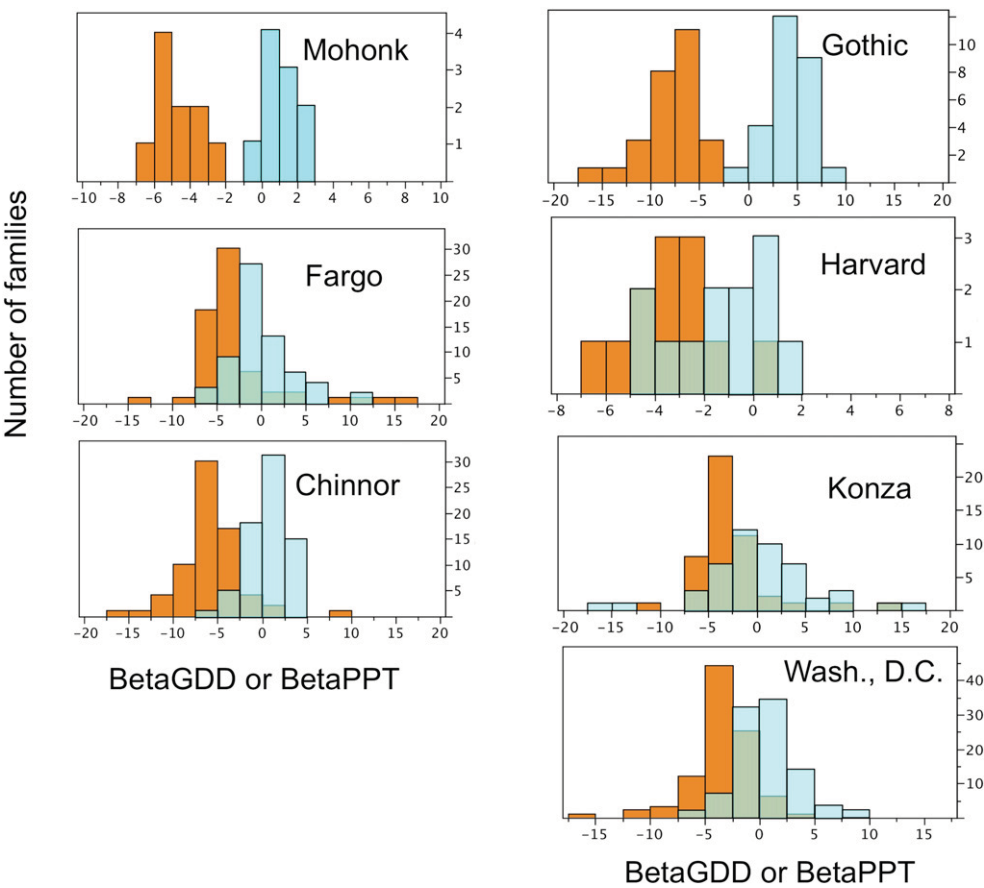 Number of families
Mohonk
4
3
2
1
-10 -8 -6 -4 -2 0 2 4 6 8 10
Fargo
30
25
20
15
10
5
-20 -15 -10 -5 0 5 10 15 20
Chinnor
30
25
20
15
10
5
-20 -15 -10 -5 0 5 10 15 20
BetaGDD or BetaPPT
Gothic
10
8
6
4
2
-20 -15 -10 -5 0 5 10 15 20
Harvard
3
2
1
-8 -6 -4 -2 0 2 4 6 8
Konza
20
15
10
5
-20 -15 -10 -5 0 5 10 15 20
Wash., D.C.
40
30
20
10
-15 -10 -5 0 5 10 15
BetaGDD or BetaPPT